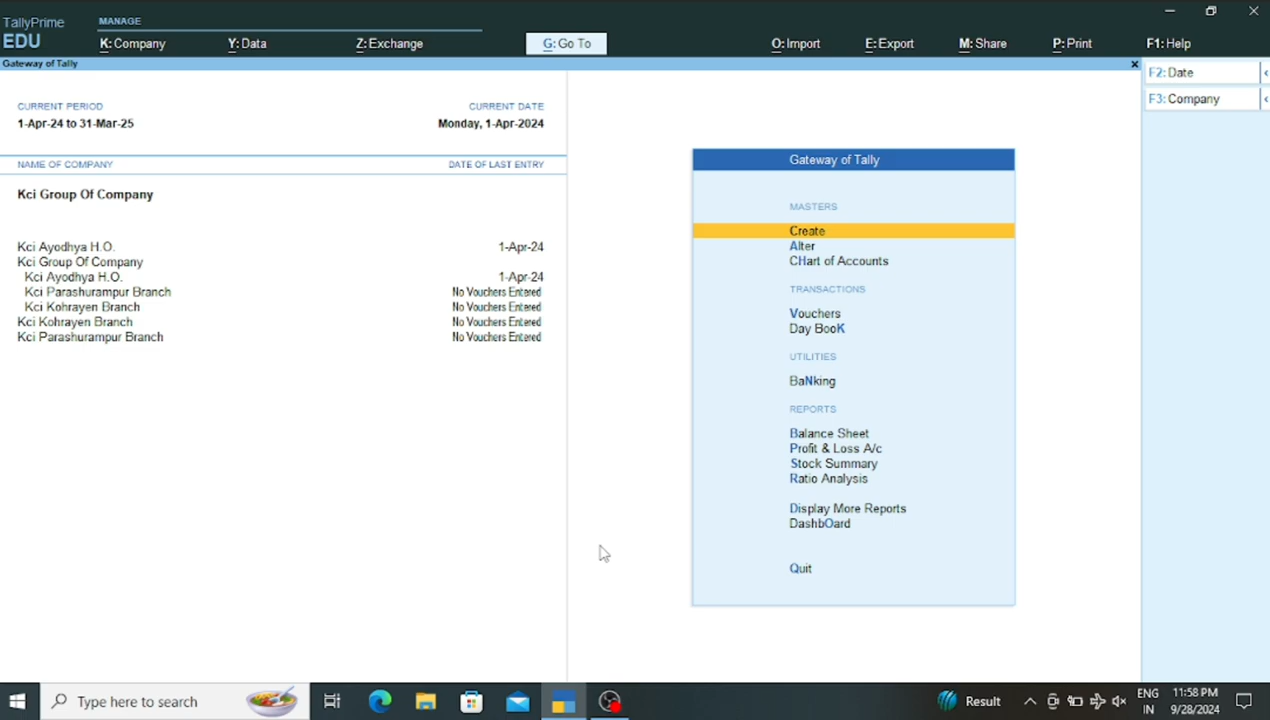 TallyPrime
EDU
MANAGE
K: Company
Y: Data
Z: Exchange
G: Go To
O: Import
E: Export
M: Share
P: Print
F1: Help
Gateway of Tally
F2: Date
F3: Company
CURRENT PERIOD
CURRENT DATE
1-Apr-24 to 31-Mar-25
Monday, 1-Apr-2024
NAME OF COMPANY
DATE OF LAST ENTRY
Kci Group Of Company
Kci Ayodhya H.O. 1-Apr-24
Kci Group Of Company
Kci Ayodhya H.O. 1-Apr-24
Kci Parashurampur Branch No Vouchers Entered
Kci Kohrayen Branch No Vouchers Entered
Kci Kohrayen Branch No Vouchers Entered
Kci Parashurampur Branch No Vouchers Entered
Gateway of Tally
MASTERS
Create
Alter
CHart of Accounts
TRANSACTIONS
Vouchers
Day BooK
UTILITIES
BaNking
REPORTS
Balance Sheet
Profit & Loss A/c
Stock Summary
Ratio Analysis
Display More Reports
DashbOard
Quit
Type here to search
Result
ENG
IN
11:58 PM
9/28/2024